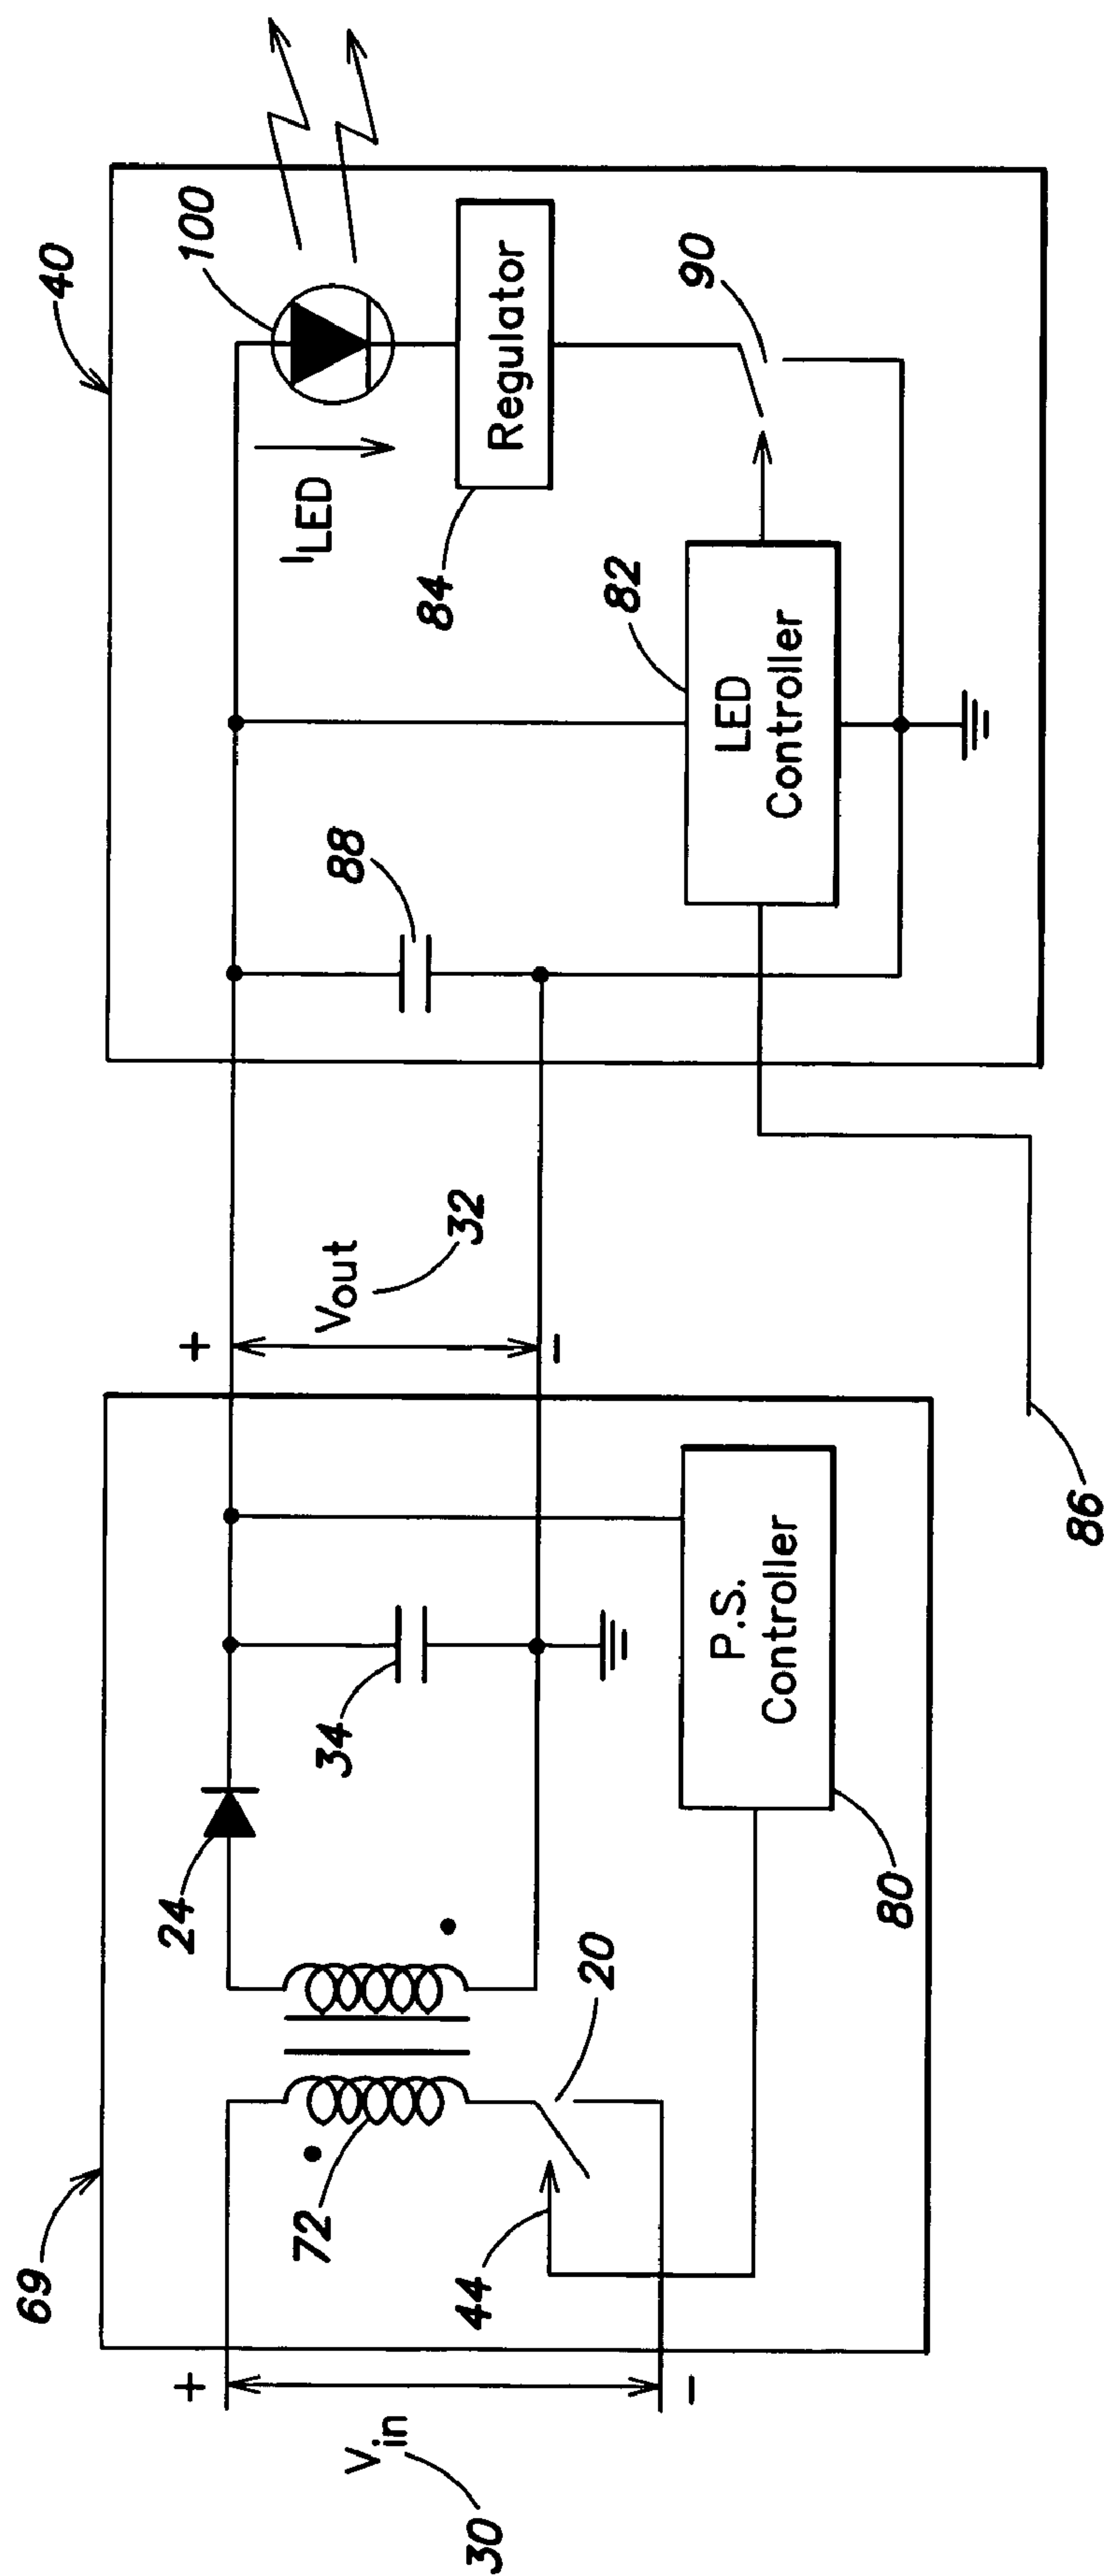 69
40
100
I_LED
84
Regulator
90
82
LED
Controller
88
+
Vout
32
-
86
24
34
P.S.
Controller
80
20
72
44
+
Vin
30
-